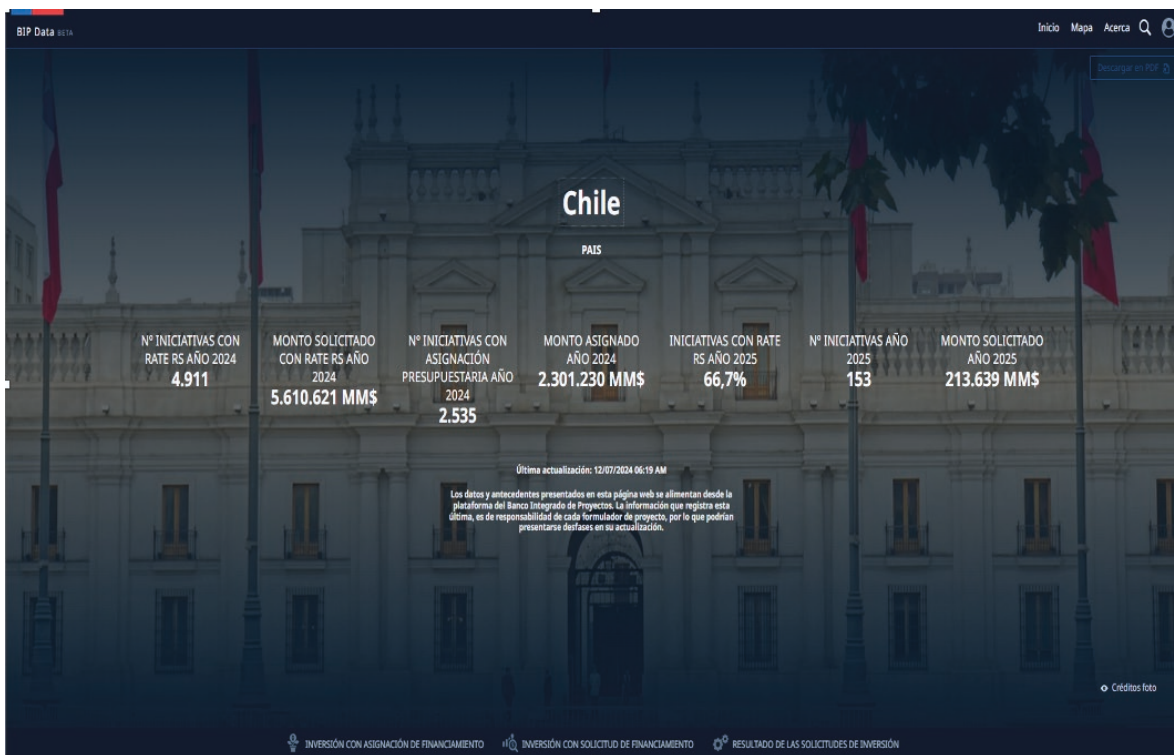 BIP Data BETA
Inicio Mapa Acerca
Descargar en PDF
Chile
PAIS
Nº INICIATIVAS CON
RATE RS AÑO 2024
4.911
MONTO SOLICITADO
CON RATE RS AÑO
2024
5.610.621 MM$
Nº INICIATIVAS CON
ASIGNACIÓN
PRESUPUESTARIA AÑO
2024
2.535
MONTO ASIGNADO
AÑO 2024
2.301.230 MM$
INICIATIVAS CON RATE
RS AÑO 2025
66,7%
Nº INICIATIVAS AÑO
2025
153
MONTO SOLICITADO
AÑO 2025
213.639 MM$
Última actualización: 12/07/2024 06:19 AM
Los datos y antecedentes presentados en esta página web se alimentan desde la
plataforma del Banco Integrado de Proyectos. La información que registra esta
última, es de responsabilidad de cada formulador de proyecto, por lo que podrían
presentarse desfases en su actualización.
Créditos foto
INVERSIÓN CON ASIGNACIÓN DE FINANCIAMIENTO
INVERSIÓN CON SOLICITUD DE FINANCIAMIENTO
RESULTADO DE LAS SOLICITUDES DE INVERSIÓN